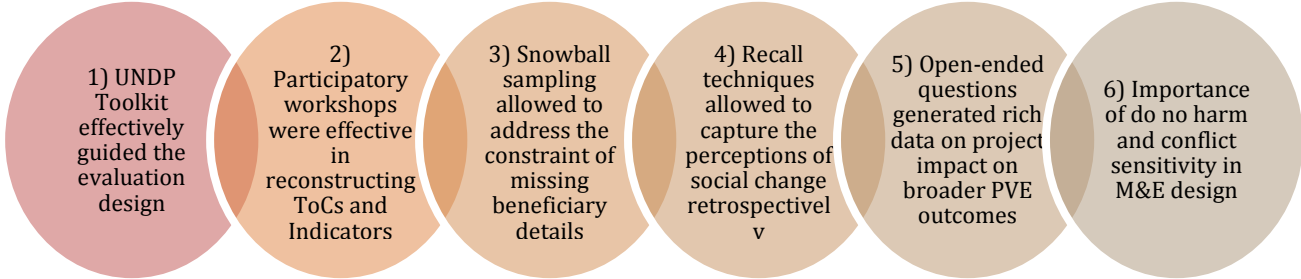 1) UNDP
Toolkit
effectively
guided the
evaluation
design
2)
Participatory
workshops
were effective
in
reconstructing
ToCs and
Indicators
3) Snowball
sampling
allowed to
address the
constraint of
missing
beneficiary
details
4) Recall
techniques
allowed to
capture the
perceptions of
social change
retrospectivel
y
5) Open-ended
questions
generated rich
data on project
impact on
broader PVE
outcomes
6) Importance
of do no harm
and conflict
sensitivity in
M&E design